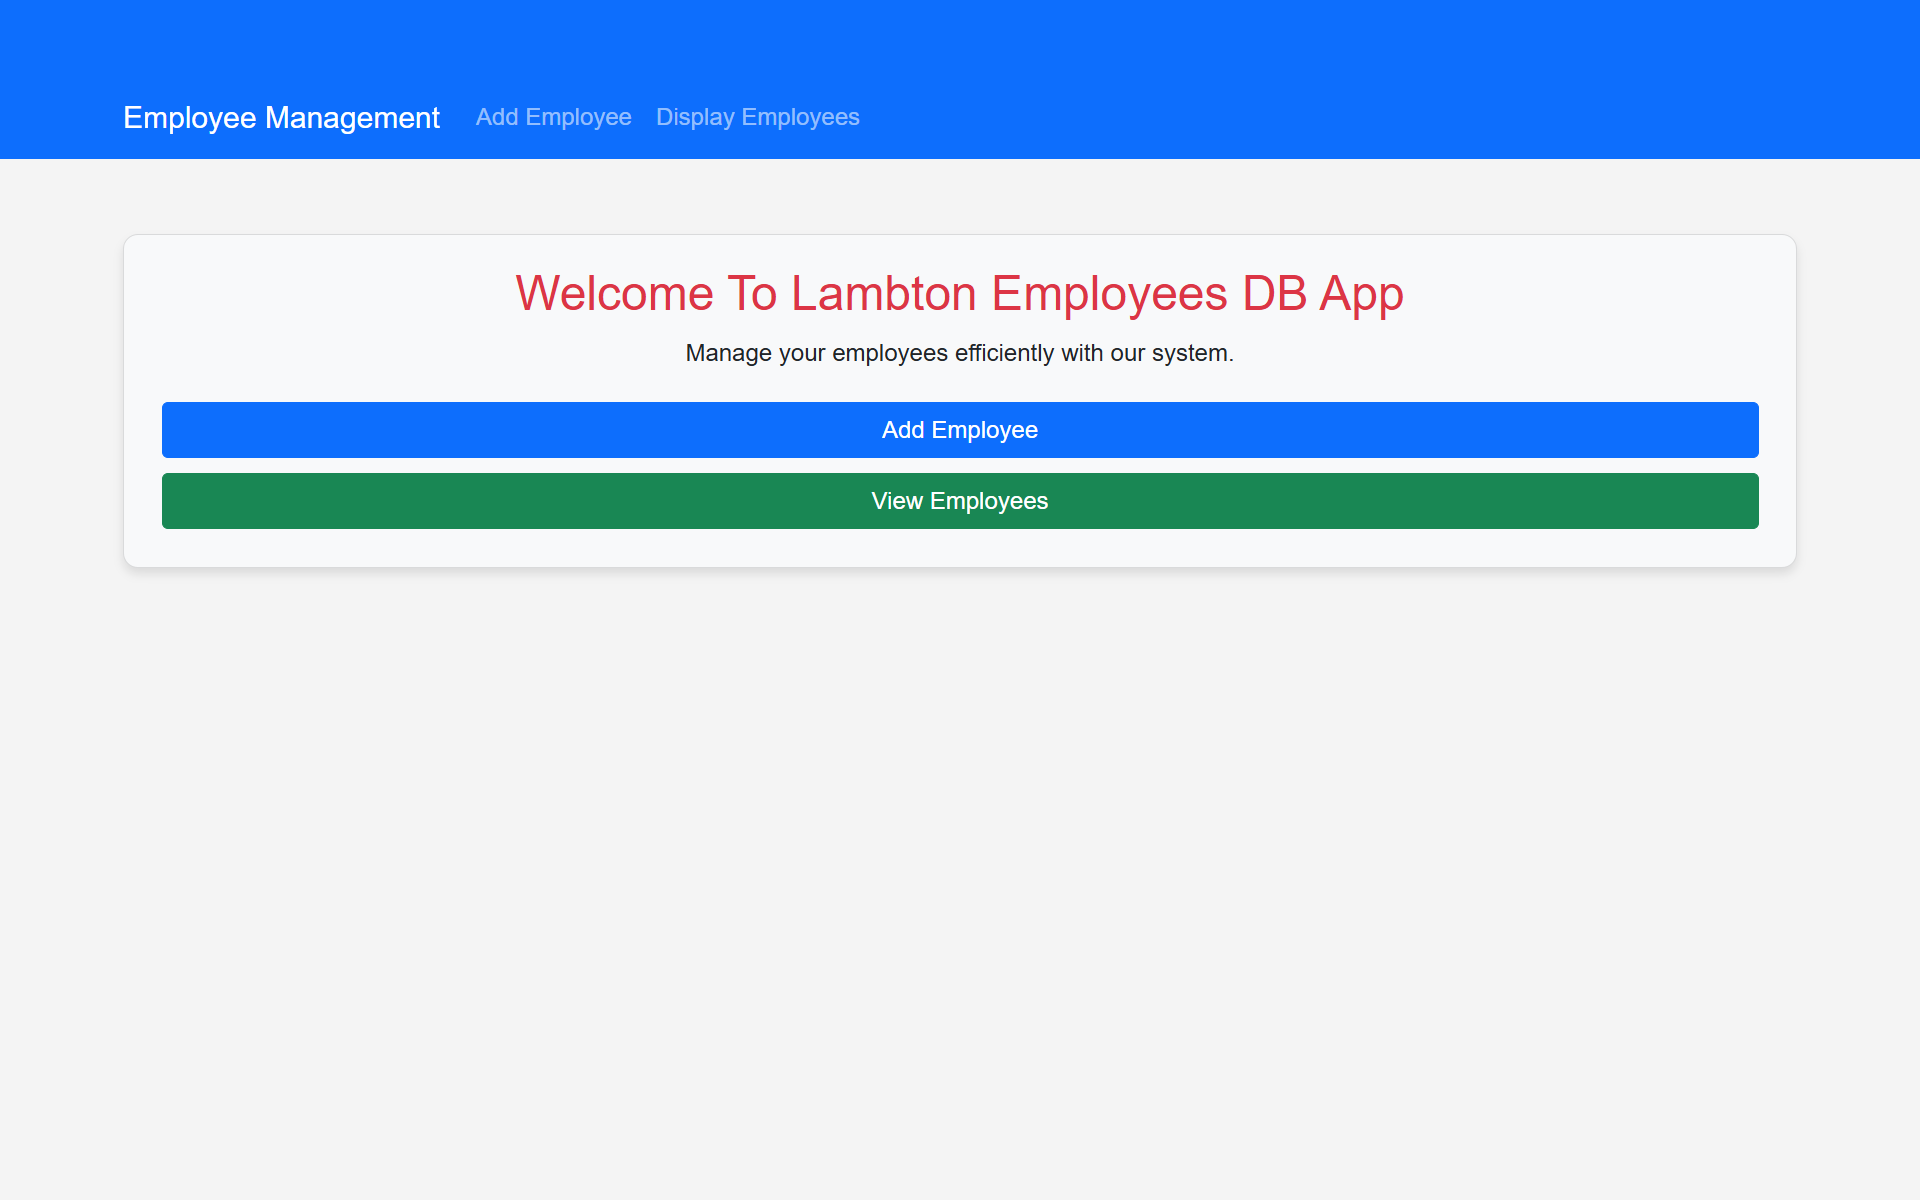 Employee Management Add Employee Display Employees
Welcome To Lambton Employees DB App
Manage your employees efficiently with our system.
Add Employee
View Employees